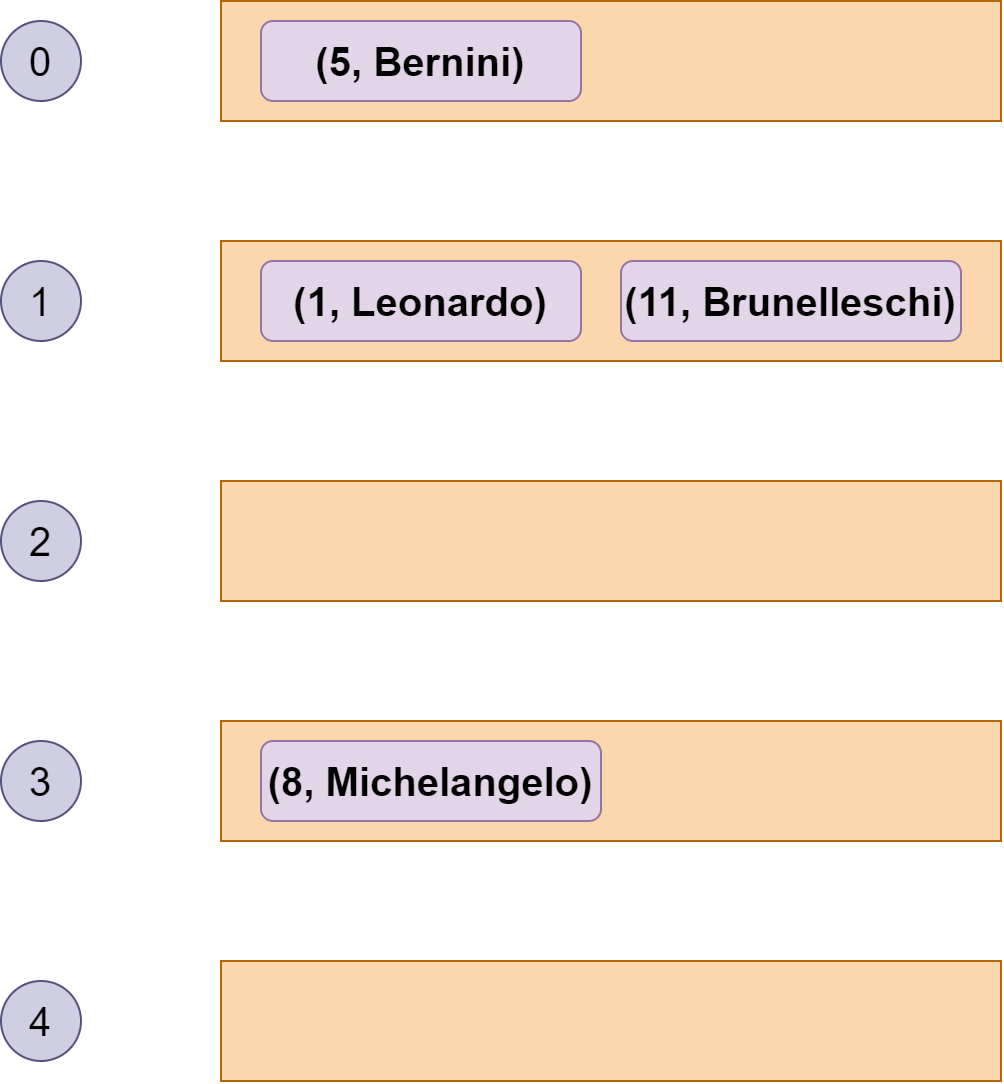 0
(5, Bernini)
1
(1, Leonardo) (11, Brunelleschi)
2
3
(8, Michelangelo)
4